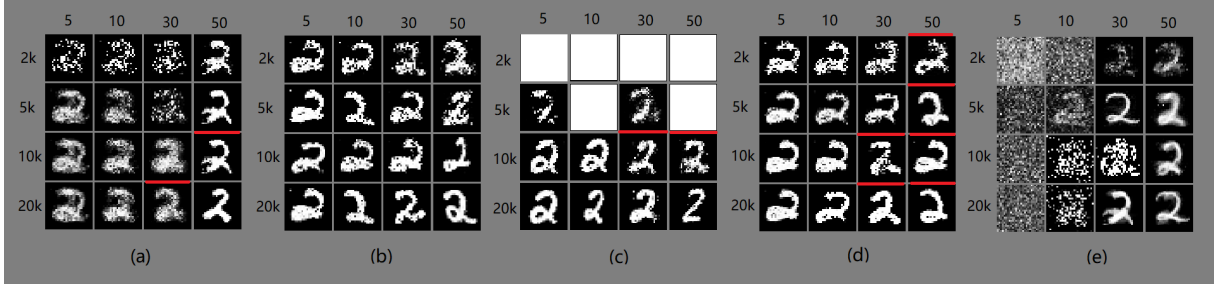 5 10 30 50 5 10 30 50 5 10 30 50 5 10 30 50 5 10 30 50
2k 2k 2k 2k 2k
5k 5k 5k 5k 5k
10k 10k 10k 10k 10k
20k 20k 20k 20k 20k
(a) (b) (c) (d) (e)